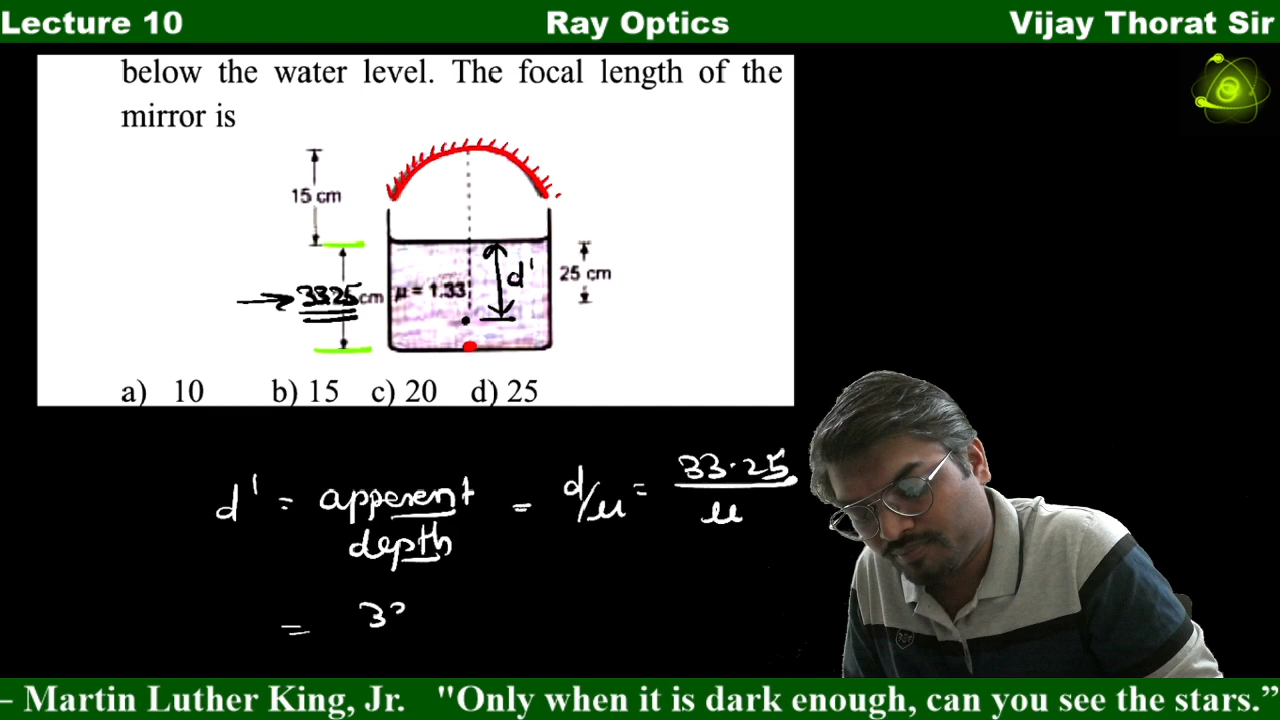 Lecture 10 Ray Optics Vijay Thorat Sir
below the water level. The focal length of the
mirror is
15 cm
33.25 cm μ = 1.33 d' 25 cm
a) 10 b) 15 c) 20 d) 25
d' = apperent depth = d/μ = 33.25/μ
= 33
– Martin Luther King, Jr. "Only when it is dark enough, can you see the stars.”